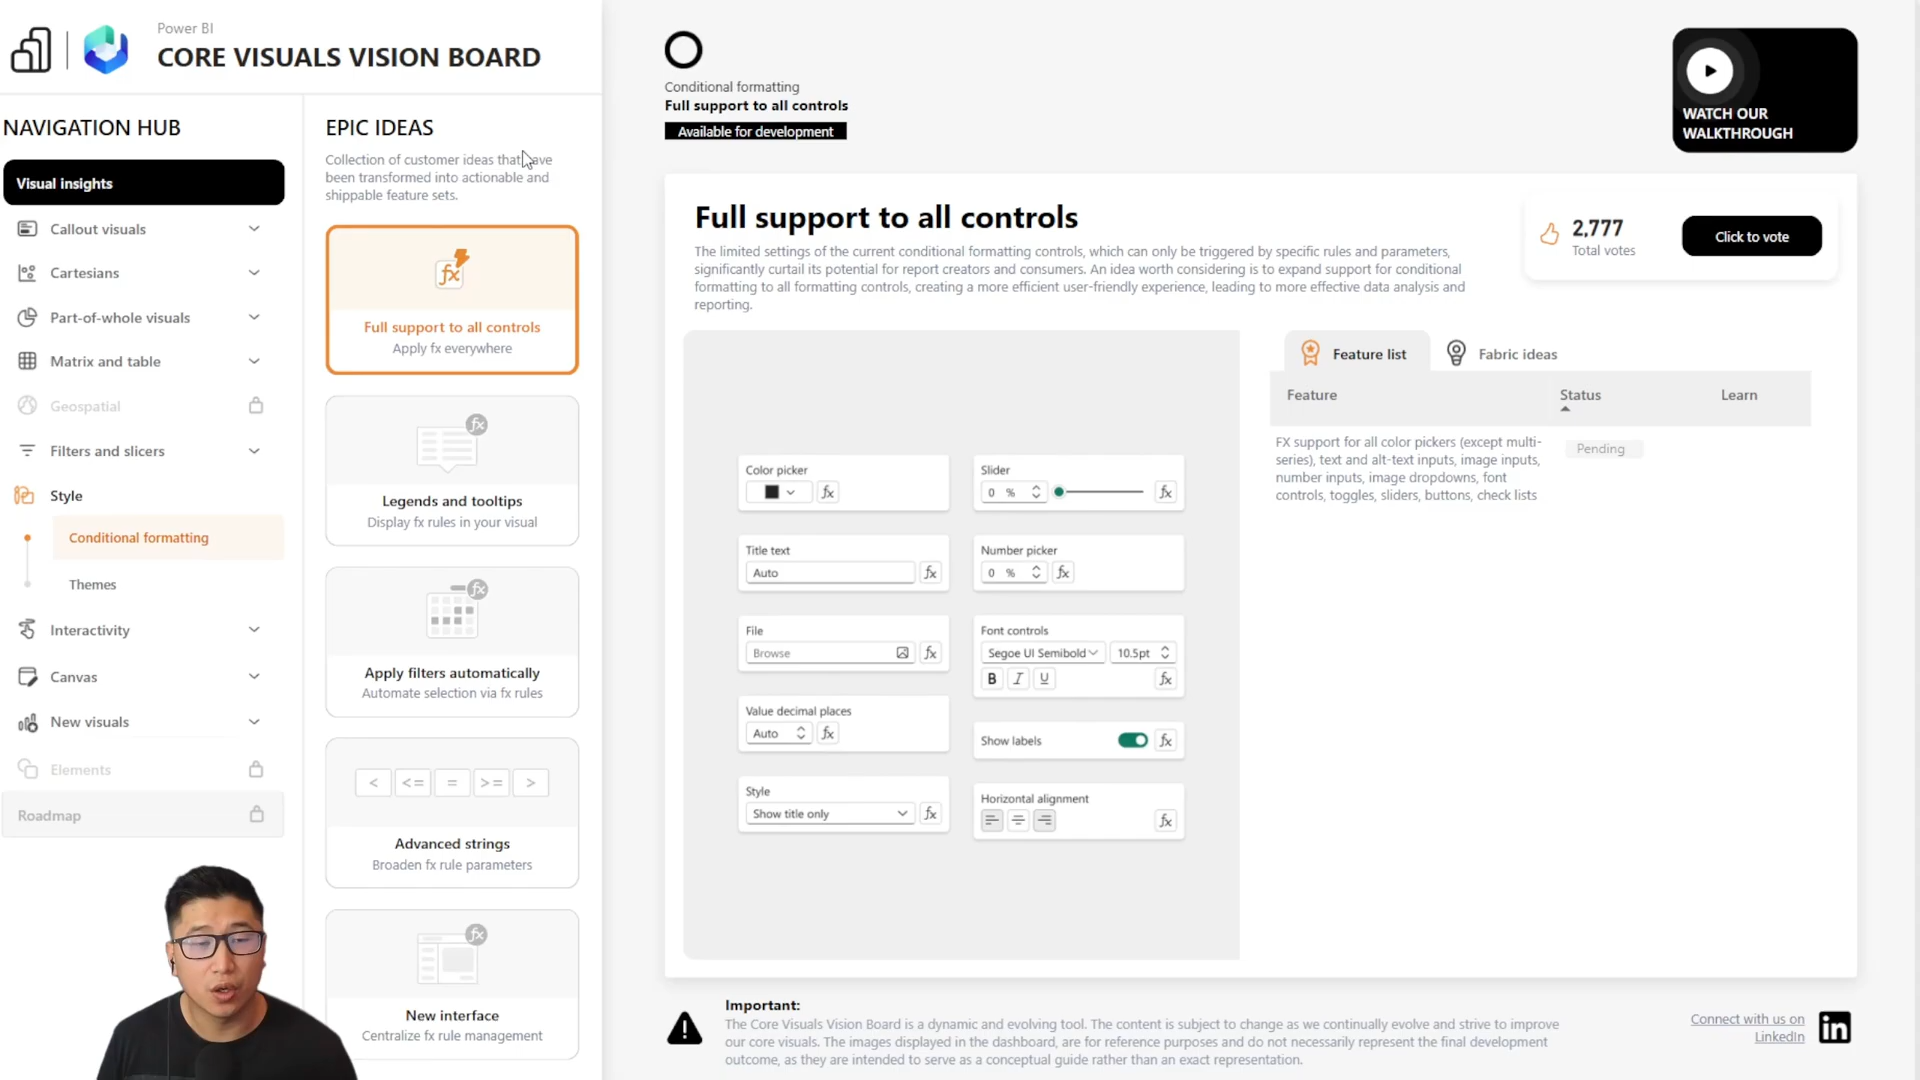 Power BI
CORE VISUALS VISION BOARD
NAVIGATION HUB
Visual insights
Callout visuals
Cartesians
Part-of-whole visuals
Matrix and table
Geospatial
Filters and slicers
Style
Conditional formatting
Themes
Interactivity
Canvas
New visuals
Elements
Roadmap
EPIC IDEAS
Collection of customer ideas that have
been transformed into actionable and
shippable feature sets.
fx
Full support to all controls
Apply fx everywhere
fx
Legends and tooltips
Display fx rules in your visual
fx
Apply filters automatically
Automate selection via fx rules
< <= = >= >
Advanced strings
Broaden fx rule parameters
fx
New interface
Centralize fx rule management
Conditional formatting
Full support to all controls
Available for development
WATCH OUR
WALKTHROUGH
Full support to all controls
The limited settings of the current conditional formatting controls, which can only be triggered by specific rules and parameters,
significantly curtail its potential for report creators and consumers. An idea worth considering is to expand support for conditional
formatting to all formatting controls, creating a more efficient user-friendly experience, leading to more effective data analysis and
reporting.
2,777
Total votes
Click to vote
Color picker
fx
Title text
Auto fx
File
Browse fx
Value decimal places
Auto fx
Style
Show title only fx
Slider
0 % fx
Number picker
0 % fx
Font controls
Segoe UI Semibold 10.5pt
B I U fx
Show labels fx
Horizontal alignment
fx
Feature list Fabric ideas
Feature Status Learn
FX support for all color pickers (except multi-
series), text and alt-text inputs, image inputs,
number inputs, image dropdowns, font
controls, toggles, sliders, buttons, check lists
Pending
Important:
The Core Visuals Vision Board is a dynamic and evolving tool. The content is subject to change as we continually evolve and strive to improve
our core visuals. The images displayed in the dashboard, are for reference purposes and do not necessarily represent the final development
outcome, as they are intended to serve as a conceptual guide rather than an exact representation.
Connect with us on
LinkedIn
in